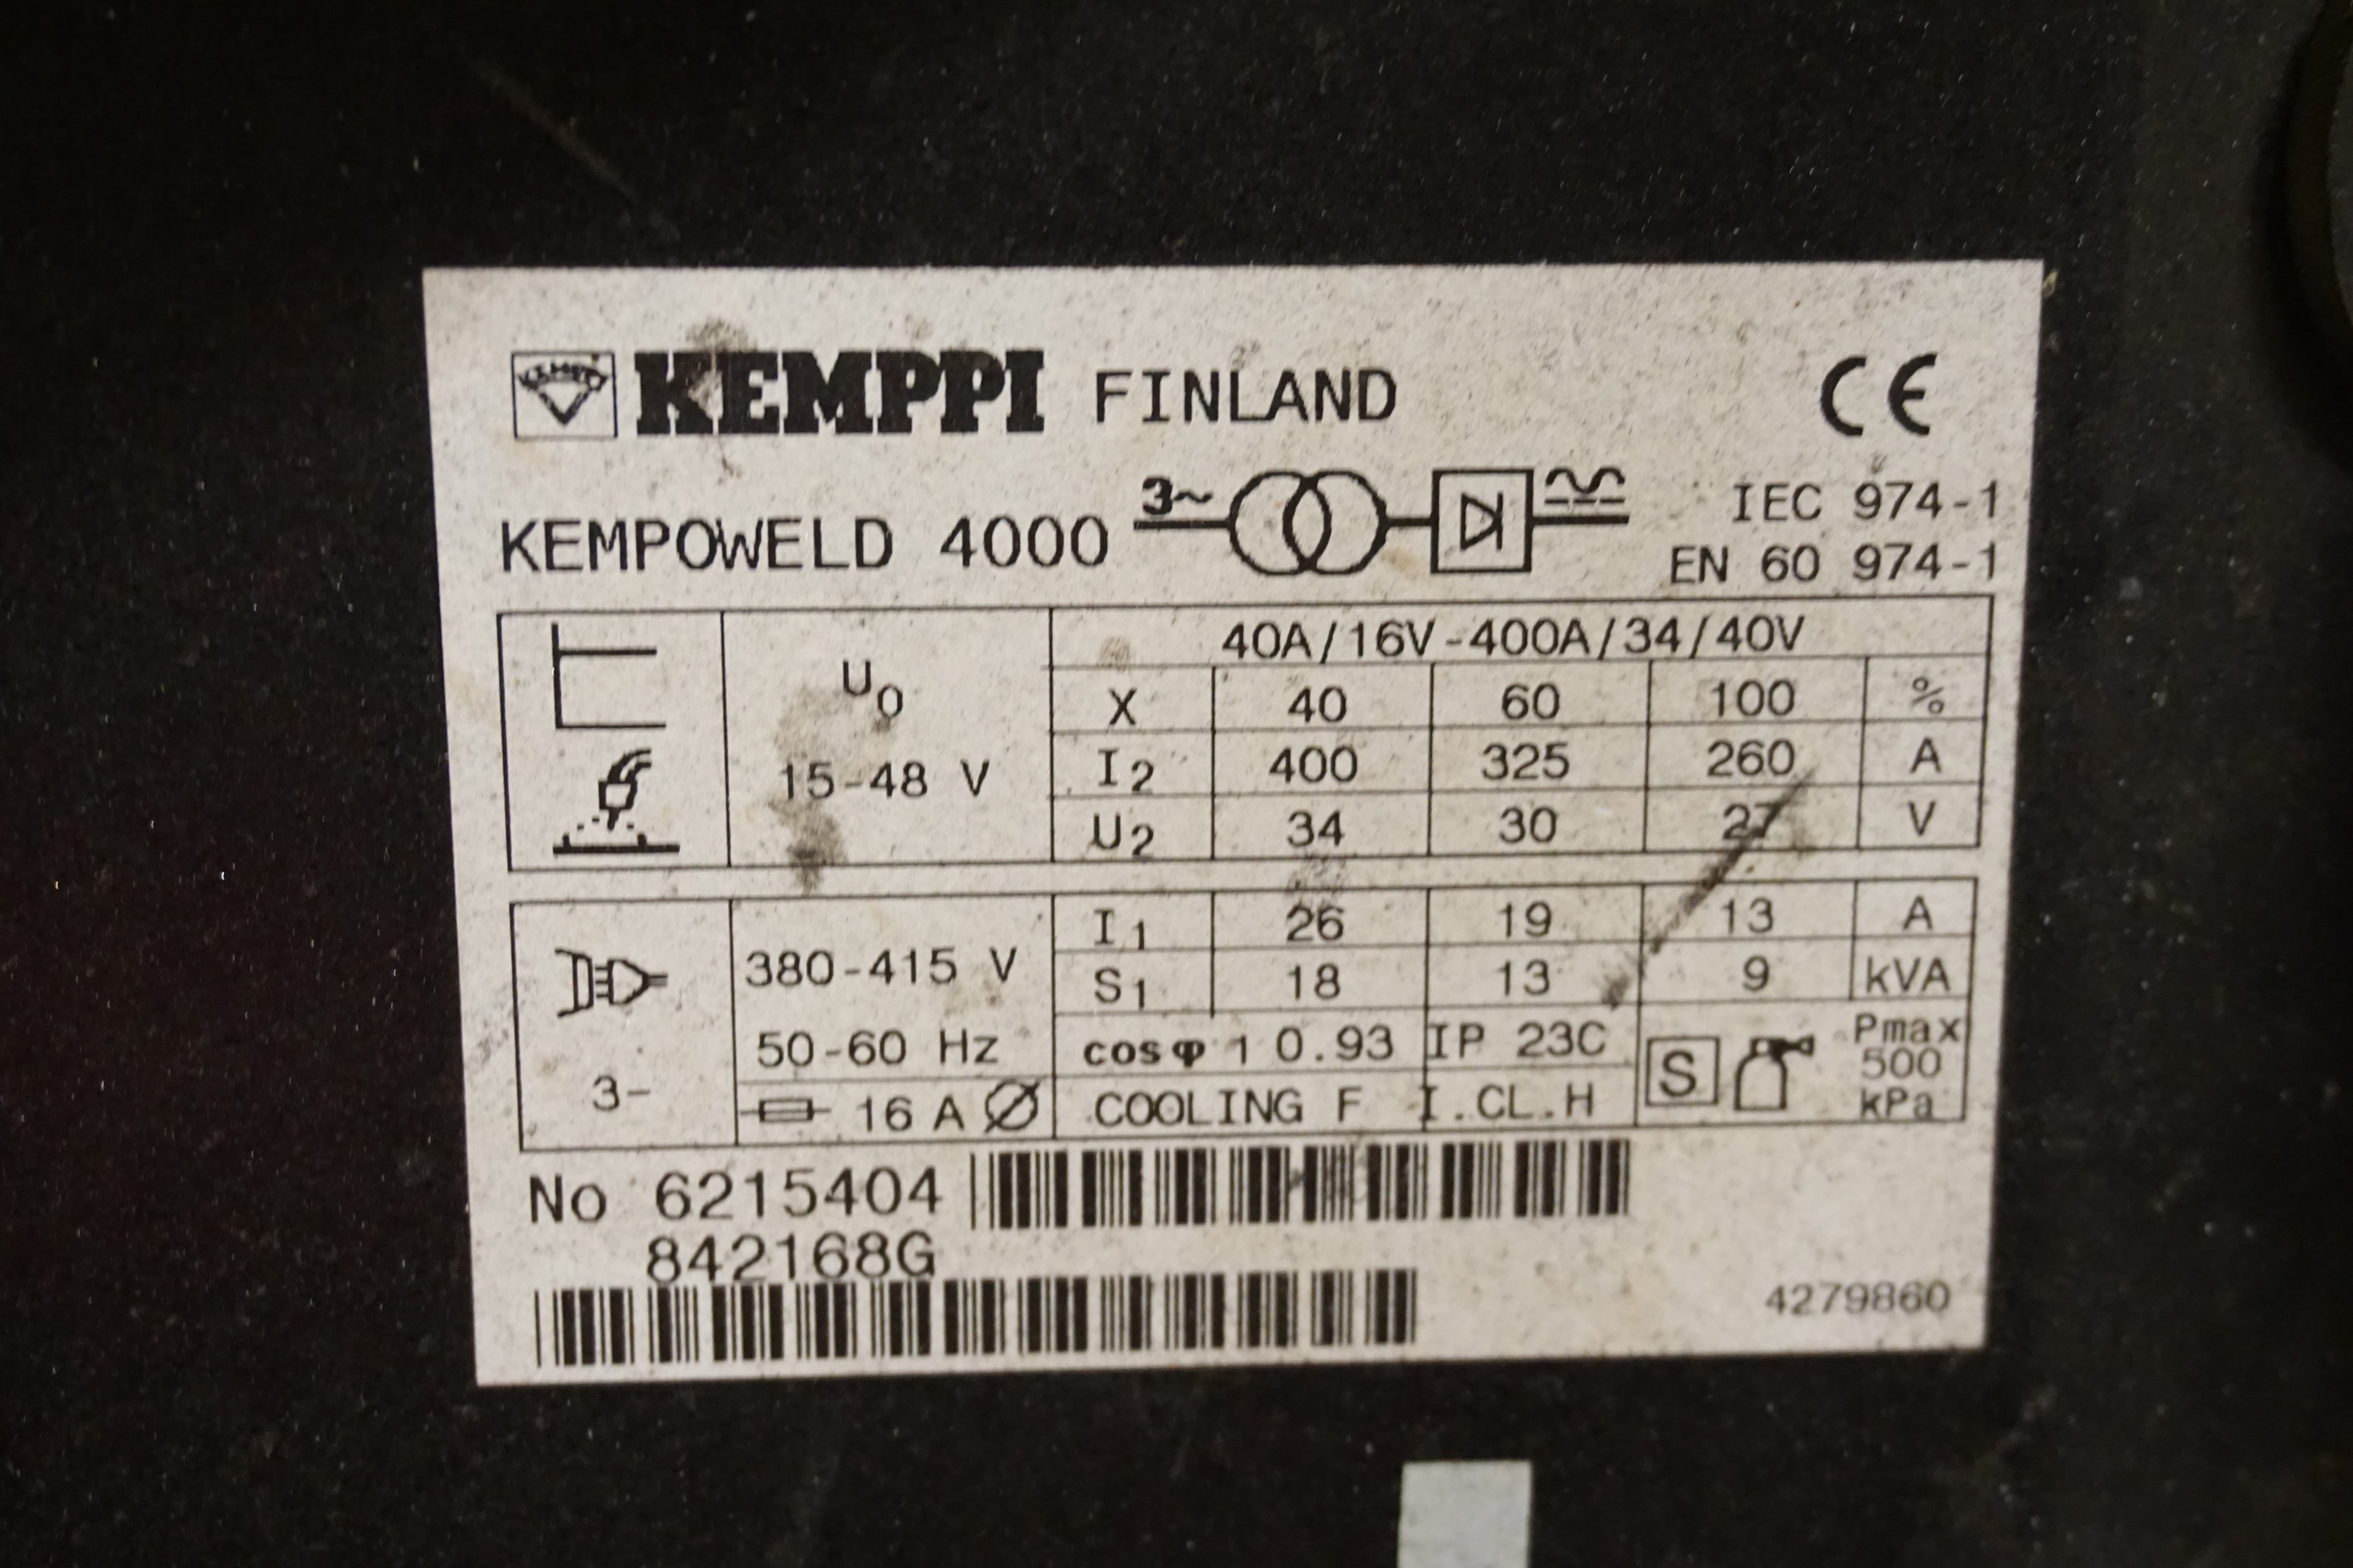 KEMPPI KEMPPI FINLAND CE
KEMPOWELD 4000 3~ IEC 974-1
EN 60 974-1
40A/16V-400A/34/40V
U0 X 40 60 100 %
15-48 V I2 400 325 260 A
U2 34 30 27 V
I1 26 19 13 A
380-415 V S1 18 13 9 kVA
50-60 Hz cosφ1 0.93 IP 23C S Pmax
500
3~ 16 A COOLING F I.CL.H kPa
No 6215404
842168G
4279860